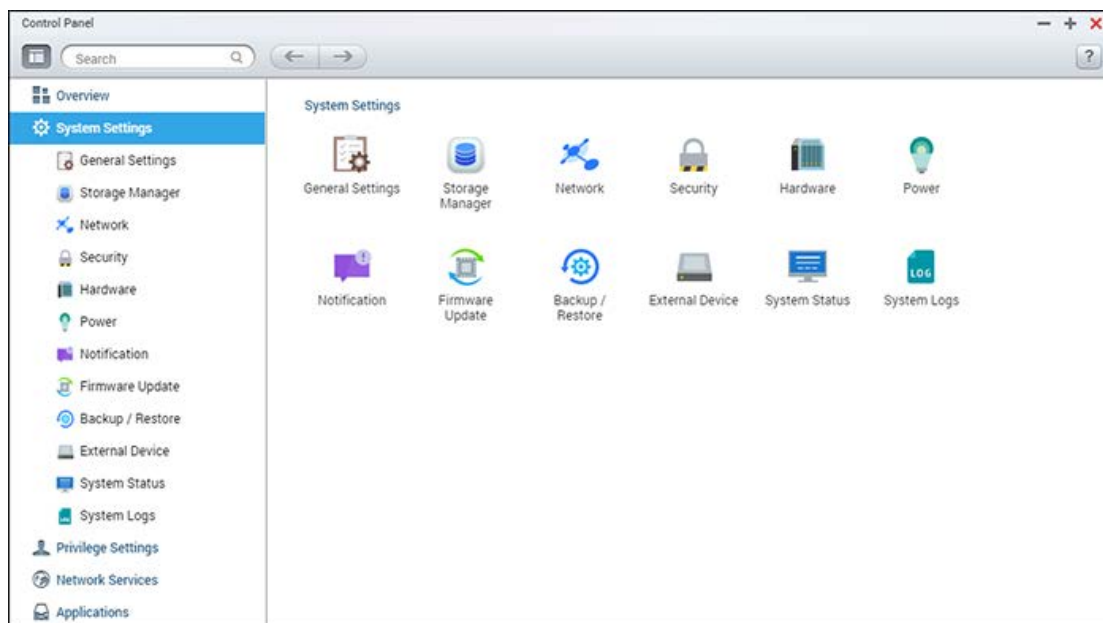 Control Panel
Search
?
Overview
System Settings
General Settings
Storage Manager
Network
Security
Hardware
Power
Notification
Firmware Update
Backup / Restore
External Device
System Status
System Logs
Privilege Settings
Network Services
Applications
System Settings
General Settings
Storage
Manager
Network
Security
Hardware
Power
Notification
Firmware
Update
Backup /
Restore
External Device
System Status
LOG
System Logs